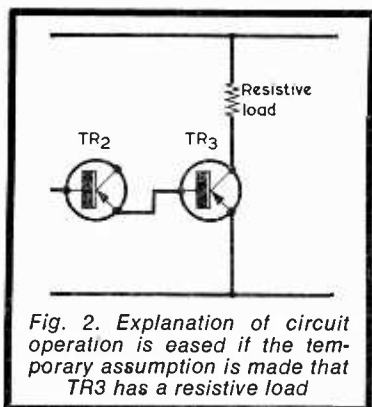 Resistive
load
TR2
TR3
Fig. 2. Explanation of circuit
operation is eased if the tem-
porary assumption is made that
TR3 has a resistive load